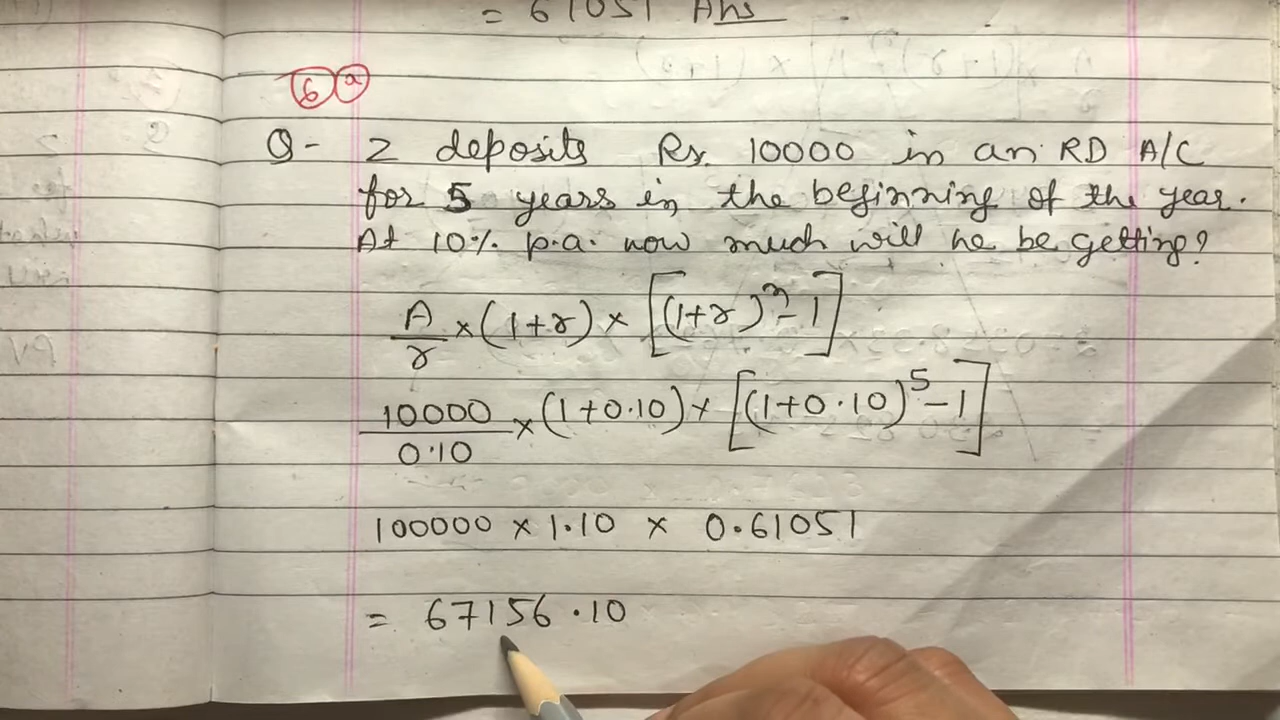 = 61051 Ans
6 a
Q- Z deposits Rs. 10000 in an RD A/C
for 5 years in the beginning of the year.
At 10% p.a. how much will he be getting?
A/r × (1+r) × [(1+r)^n - 1]
10000/0.10 × (1+0.10) × [(1+0.10)^5 - 1]
100000 × 1.10 × 0.61051
= 67156.10